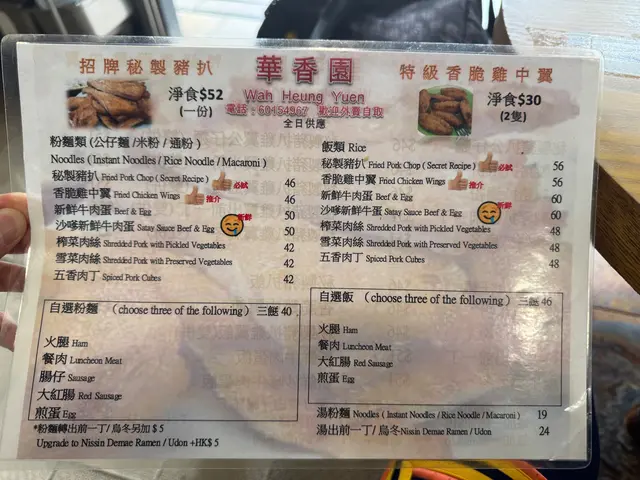 招牌秘製豬扒
淨食$52
(一份)
華香園
Wah Heung Yuen
電話：60154967 歡迎外賣自取
全日供應
特級香脆雞中翼
淨食$30
(2隻)
粉麵類 (公仔麵 /米粉 / 通粉 )
Noodles ( Instant Noodles / Rice Noodle / Macaroni )
秘製豬扒 Fried Pork Chop ( Secret Recipe ) 必試 46
香脆雞中翼 Fried Chicken Wings 推介 46
新鮮牛肉蛋 Beef & Egg 50
沙嗲新鮮牛肉蛋 Satay Sauce Beef & Egg 新鮮 50
榨菜肉絲 Shredded Pork with Pickled Vegetables 42
雪菜肉絲 Shredded Pork with Preserved Vegetables 42
五香肉丁 Spiced Pork Cubes 42
自選粉麵 (choose three of the following) 三餸 40
火腿 Ham
餐肉 Luncheon Meat
腸仔 Sausage
大紅腸 Red Sausage
煎蛋 Egg
*粉麵轉出前一丁/ 烏冬另加 $ 5
Upgrade to Nissin Demae Ramen / Udon +HK$ 5
飯類 Rice
秘製豬扒 Fried Pork Chop ( Secret Recipe ) 必試 56
香脆雞中翼 Fried Chicken Wings 推介 56
新鮮牛肉蛋 Beef & Egg 60
沙嗲新鮮牛肉蛋 Satay Sauce Beef & Egg 新鮮 60
榨菜肉絲 Shredded Pork with Pickled Vegetables 48
雪菜肉絲 Shredded Pork with Preserved Vegetables 48
五香肉丁 Spiced Pork Cubes 48
自選飯 (choose three of the following) 三餸 46
火腿 Ham
餐肉 Luncheon Meat
大紅腸 Red Sausage
煎蛋 Egg
湯粉麵 Noodles ( Instant Noodles / Rice Noodle / Macaroni ) 19
湯出前一丁/ 烏冬 Nissin Demae Ramen / Udon 24